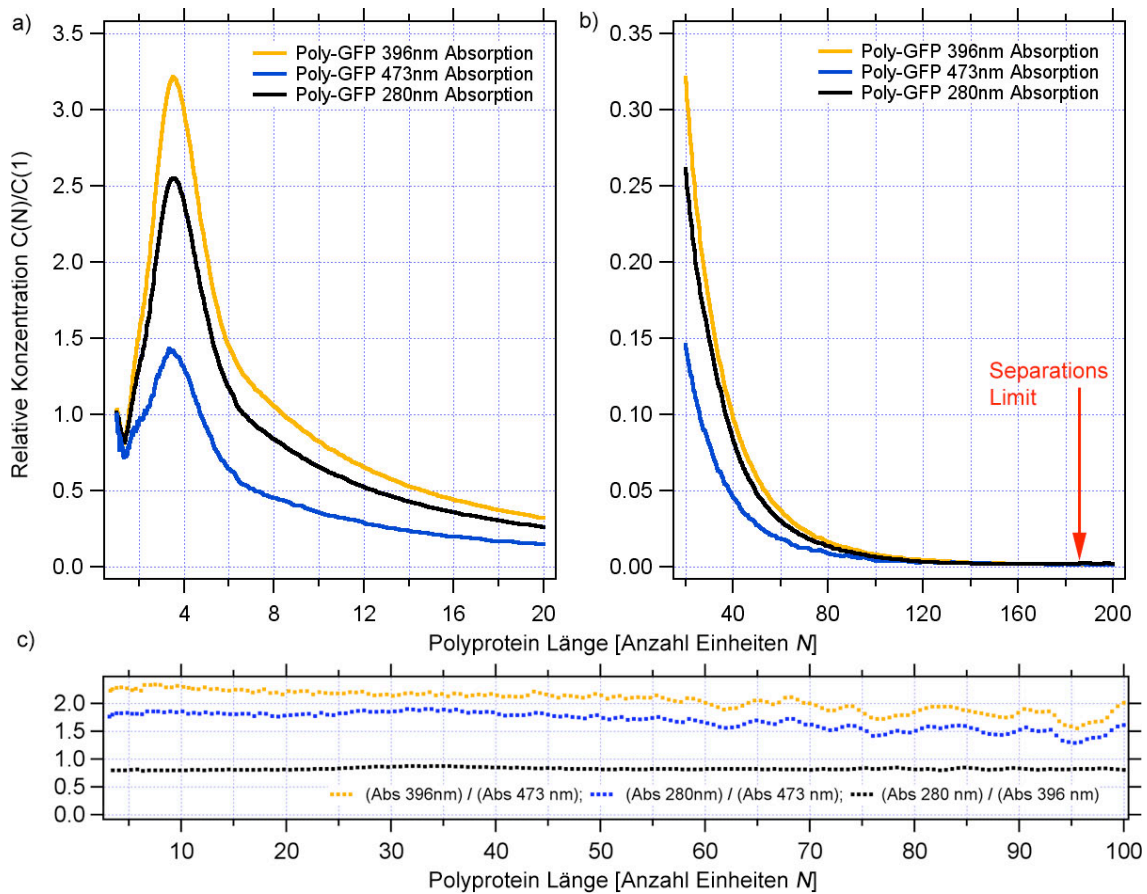 a)
3.5
3.0
2.5
2.0
1.5
1.0
0.5
0.0
Relative Konzentration C(N)/C(1)
Poly-GFP 396nm Absorption
Poly-GFP 473nm Absorption
Poly-GFP 280nm Absorption
4
8
12
16
20
b)
0.35
0.30
0.25
0.20
0.15
0.10
0.05
0.00
Poly-GFP 396nm Absorption
Poly-GFP 473nm Absorption
Poly-GFP 280nm Absorption
Separations
Limit
40
80
120
160
200
Polyprotein Länge [Anzahl Einheiten N]
c)
2.0
1.5
1.0
0.5
0.0
(Abs 396nm) / (Abs 473 nm); (Abs 280nm) / (Abs 473 nm); (Abs 280 nm) / (Abs 396 nm)
10
20
30
40
50
60
70
80
90
100
Polyprotein Länge [Anzahl Einheiten N]